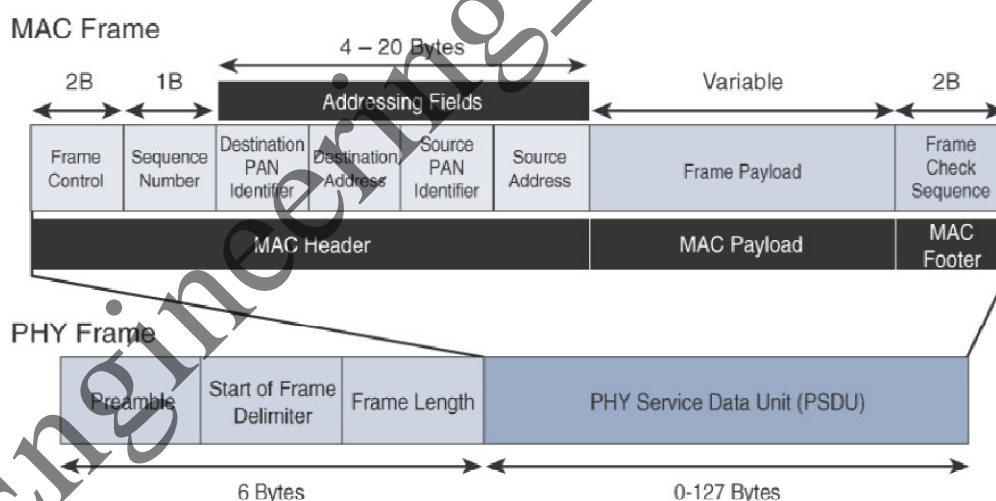 MAC Frame
4 – 20 Bytes
2B
1B
Variable
2B
Addressing Fields
Frame
Control
Sequence
Number
Destination
PAN
Identifier
Destination
Address
Source
PAN
Identifier
Source
Address
Frame Payload
Frame
Check
Sequence
MAC Header
MAC Payload
MAC
Footer
PHY Frame
Preamble
Start of Frame
Delimiter
Frame Length
PHY Service Data Unit (PSDU)
6 Bytes
0-127 Bytes
Engineering_